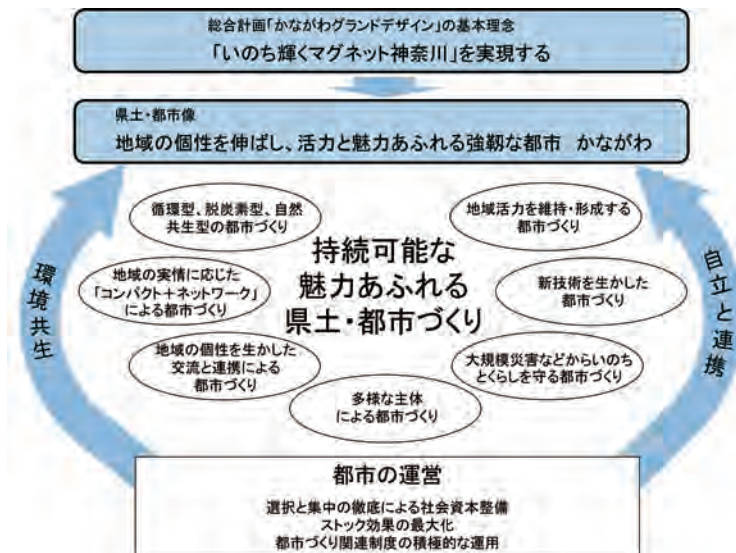 総合計画「かながわグランドデザイン」の基本理念
「いのち輝くマグネット神奈川」を実現する
県土・都市像
地域の個性を伸ばし、活力と魅力あふれる強靱な都市　かながわ
循環型、脱炭素型、自然
共生型の都市づくり
地域活力を維持・形成する
都市づくり
持続可能な
魅力あふれる
県土・都市づくり
環境共生
自立と連携
地域の実情に応じた
「コンパクト＋ネットワーク」
による都市づくり
新技術を生かした
都市づくり
地域の個性を生かした
交流と連携による
都市づくり
大規模災害などからいのち
とくらしを守る都市づくり
多様な主体
による都市づくり
都市の運営
選択と集中の徹底による社会資本整備
ストック効果の最大化
都市づくり関連制度の積極的な運用